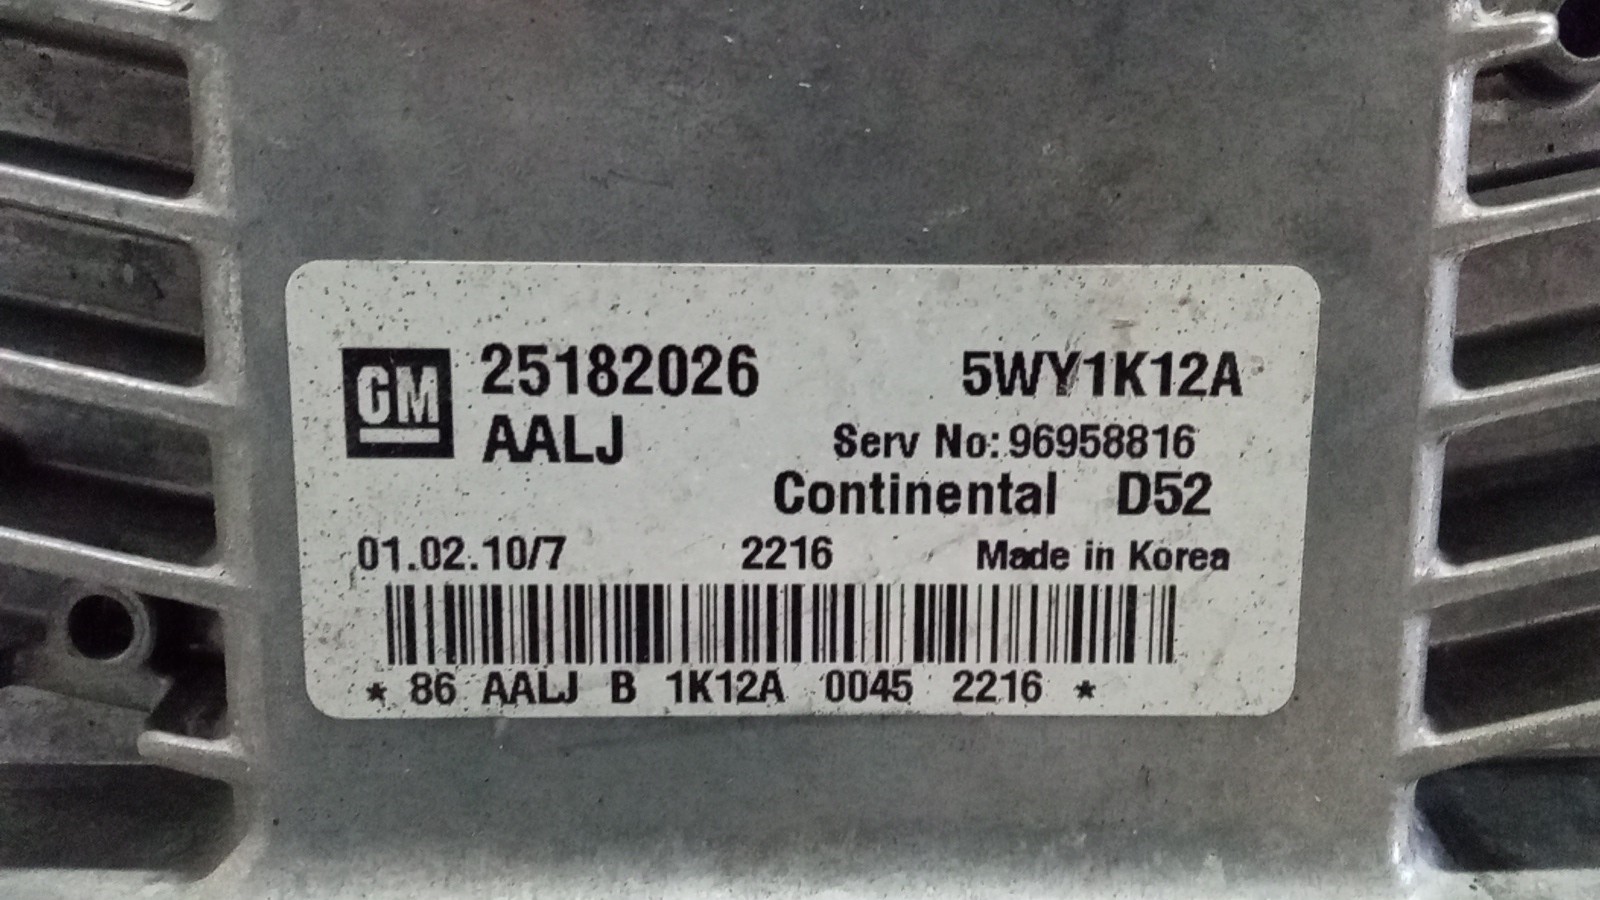 GM 25182026 5WY1K12A
AALJ Serv No: 96958816
Continental D52
01.02.10/7 2216 Made in Korea
* 86 AALJ B 1K12A 0045 2216 *